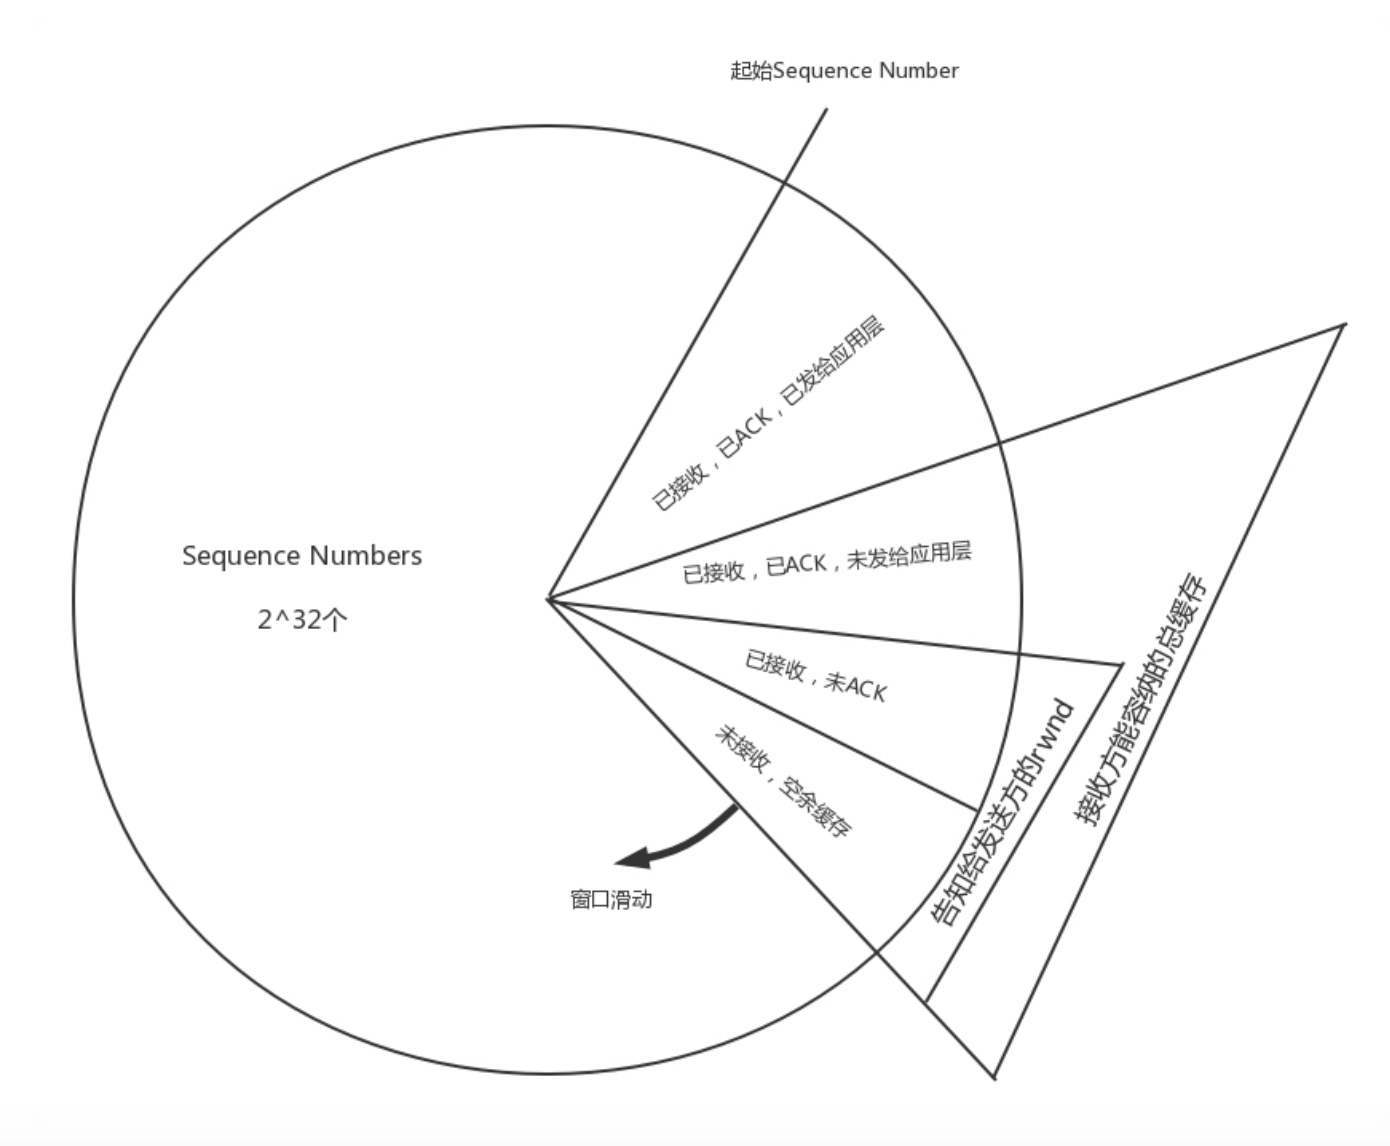 起始Sequence Number
已接收，已ACK，已发给应用层
已接收，已ACK，未发给应用层
Sequence Numbers
2^32个
已接收，未ACK
未接收，空余缓存
告知给发送方的rwnd
接收方能容纳的总缓存
窗口滑动